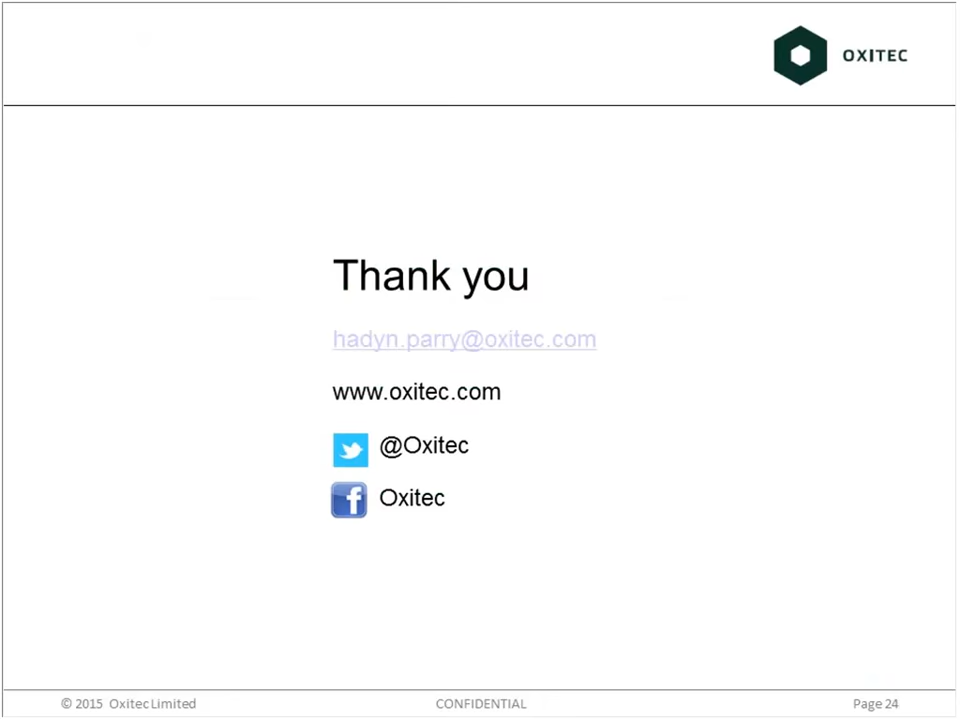 OXITEC
Thank you
hadyn.parry@oxitec.com
www.oxitec.com
@Oxitec
Oxitec
© 2015 Oxitec Limited
CONFIDENTIAL
Page 24